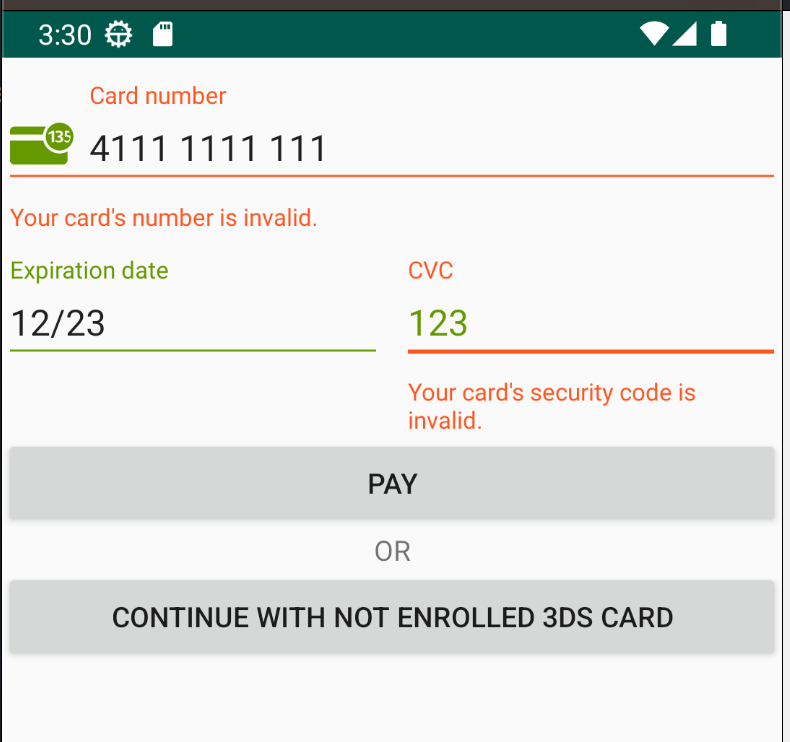 3:30
Card number
135
4111 1111 111
Your card's number is invalid.
Expiration date
CVC
12/23
123
Your card's security code is
invalid.
PAY
OR
CONTINUE WITH NOT ENROLLED 3DS CARD